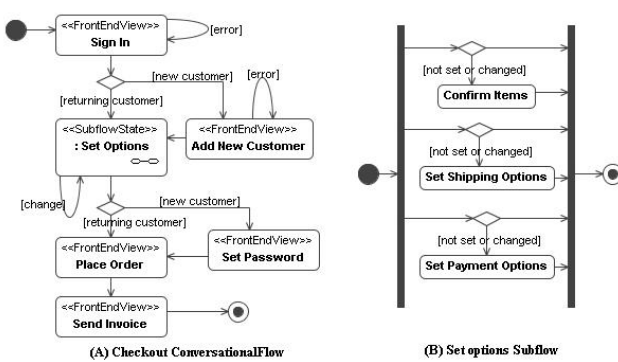 <<FrontEndView>>
Sign In
[error]
[new customer]
[error]
[returning customer]
<<SubflowState>>
: Set Options
<<FrontEndView>>
Add New Customer
[change]
[new customer]
[returning customer]
<<FrontEndView>>
Place Order
<<FrontEndView>>
Set Password
<<FrontEndView>>
Send Invoice
(A) Checkout ConversationalFlow
[not set or changed]
Confirm Items
[not set or changed]
Set Shipping Options
[not set or changed]
Set Payment Options
(B) Set options Subflow